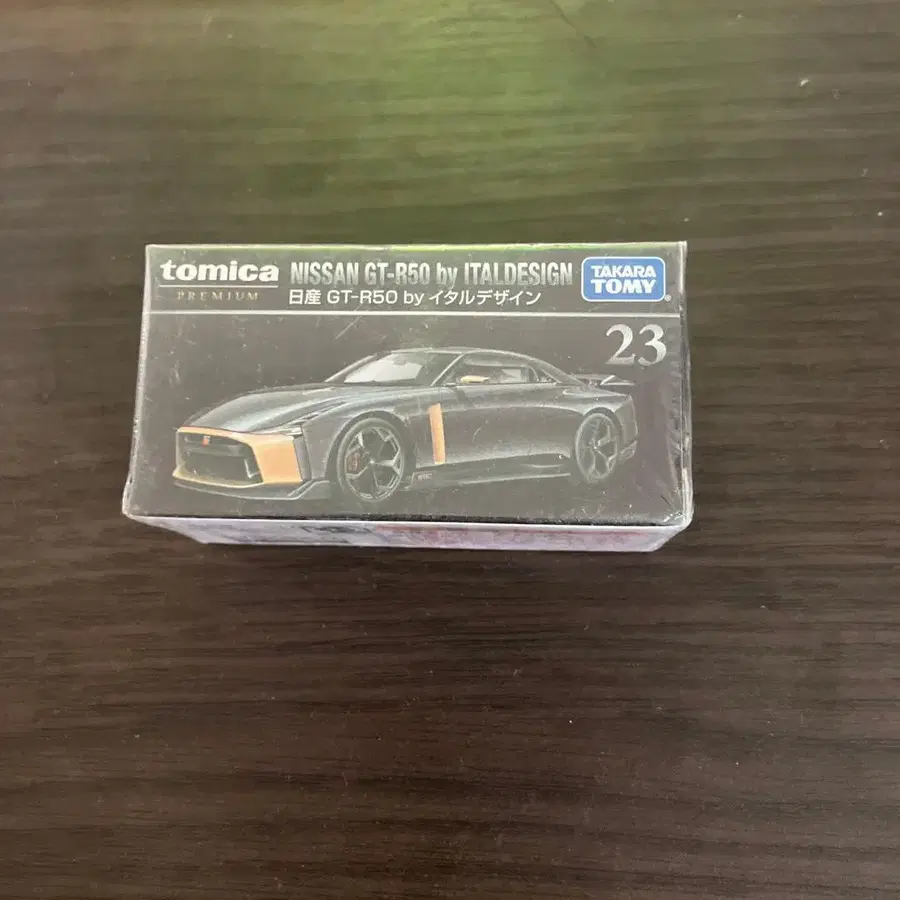 tomica
PREMIUM
NISSAN GT-R50 by ITALDESIGN
日産 GT-R50 by イタルデザイン
TAKARA
TOMY
23